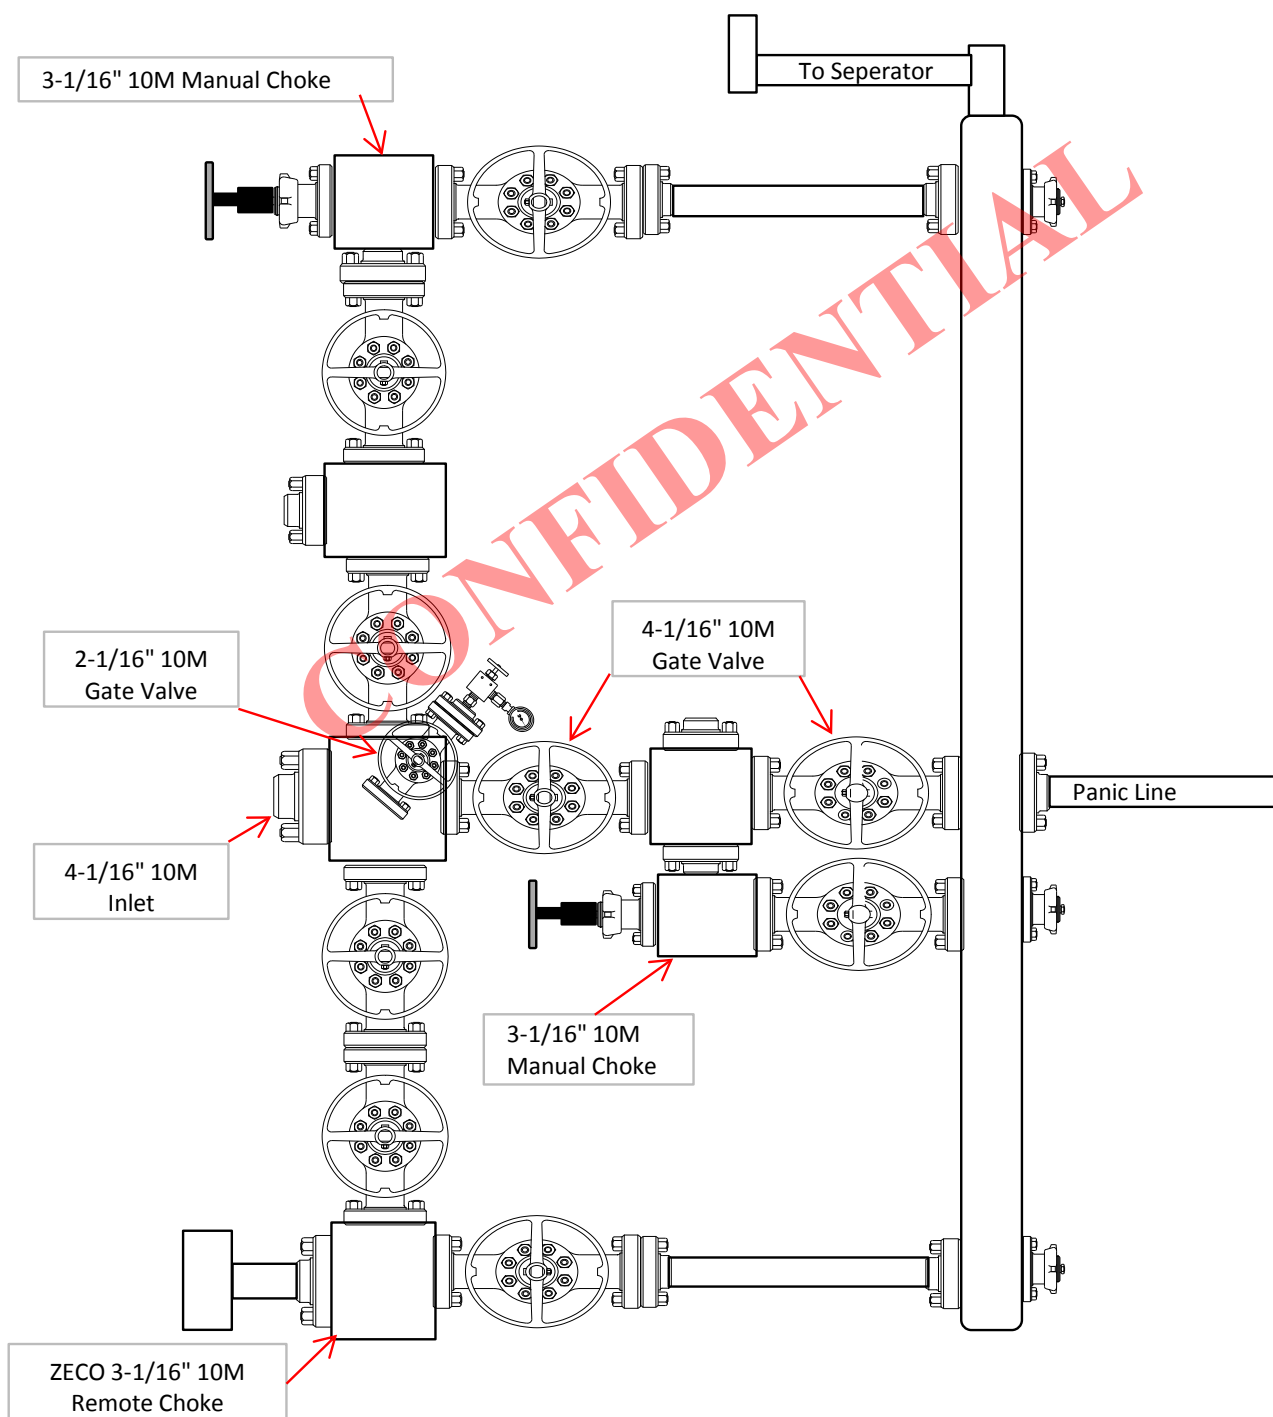 To Seperator
3-1/16" 10M Manual Choke
CONFIDENTIAL
2-1/16" 10M
Gate Valve
4-1/16" 10M
Gate Valve
Panic Line
4-1/16" 10M
Inlet
3-1/16" 10M
Manual Choke
ZECO 3-1/16" 10M
Remote Choke